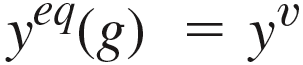 y^{eq}(g) = y^{υ}